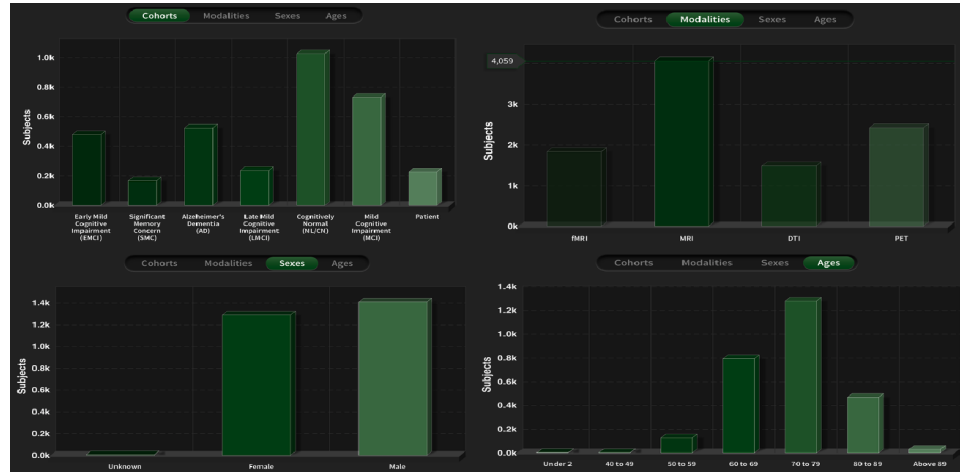 Cohorts Modalities Sexes Ages
1.0k
0.8k
0.6k
0.4k
0.2k
0.0k
Subjects
Early Mild
Cognitive
Impairment
(EMCI)
Significant
Memory
Concern
(SMC)
Alzeheimer's
Dementia
(AD)
Late Mild
Cognitive
Impairment
(LMCI)
Cognitively
Normal
(NL/CN)
Mild
Cognitive
Impairment
(MCI)
Patient
Cohorts Modalities Sexes Ages
4,059
3k
2k
1k
0k
Subjects
fMRI MRI DTI PET
Cohorts Modalities Sexes Ages
1.4k
1.2k
1.0k
0.8k
0.6k
0.4k
0.2k
0.0k
Subjects
Unknown Female Male
Cohorts Modalities Sexes Ages
1.4k
1.2k
1.0k
0.8k
0.6k
0.4k
0.2k
0.0k
Subjects
Under 2 40 to 49 50 to 59 60 to 69 70 to 79 80 to 89 Above 89